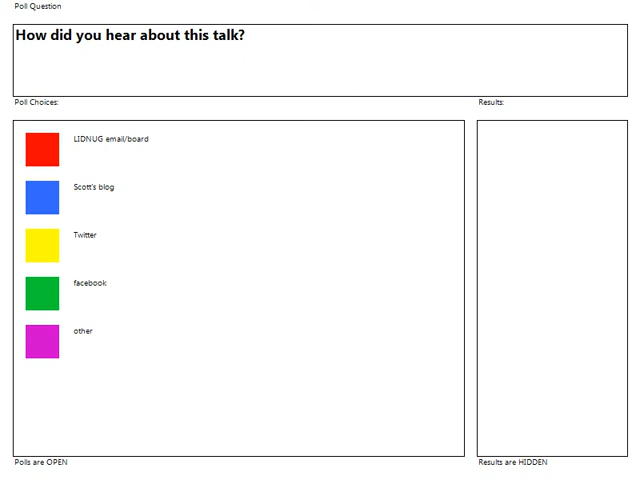 Poll Question
How did you hear about this talk?
Poll Choices:
Results:
LIDNUG email/board
Scott's blog
Twitter
facebook
other
Polls are OPEN
Results are HIDDEN